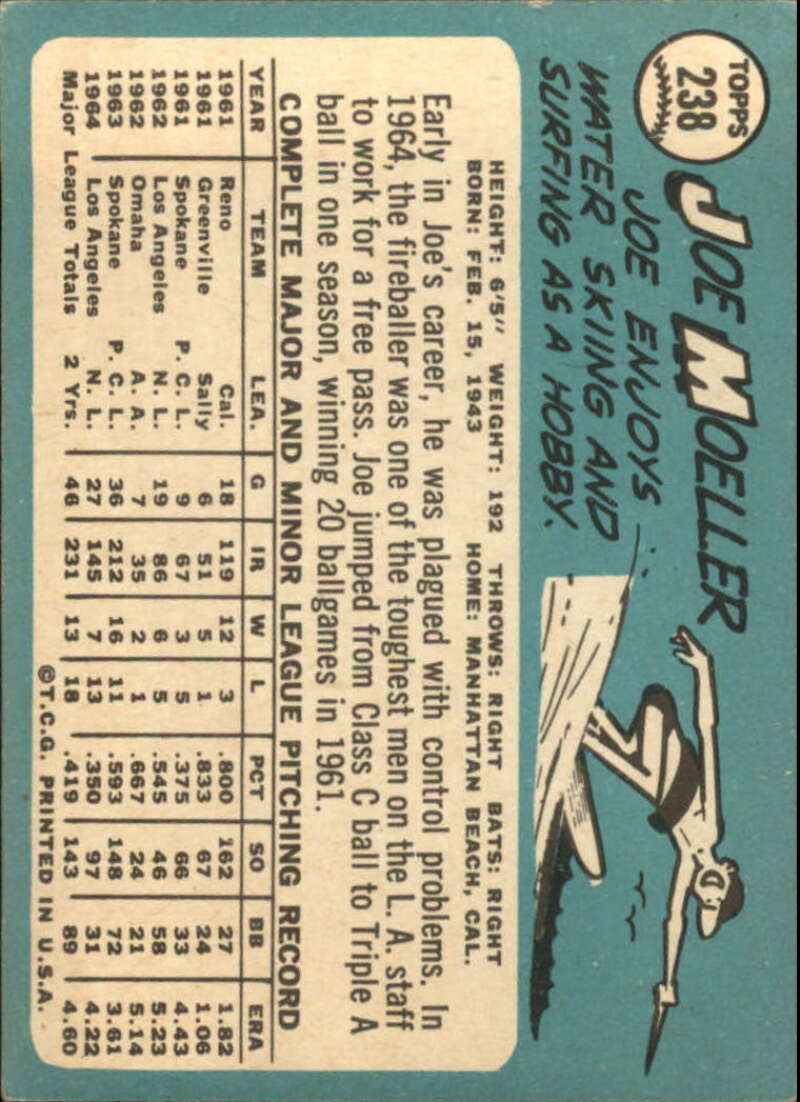 TOPPS
238
JOE MOELLER
JOE ENJOYS
WATER SKIING AND
SURFING AS A HOBBY.
HEIGHT: 6'5" WEIGHT: 192 THROWS: RIGHT BATS: RIGHT
BORN: FEB. 15, 1943 HOME: MANHATTAN BEACH, CAL.
Early in Joe's career, he was plagued with control problems. In
1964, the fireballer was one of the toughest men on the L. A. staff
to work for a free pass. Joe jumped from Class C ball to Triple A
ball in one season, winning 20 ballgames in 1961.
COMPLETE MAJOR AND MINOR LEAGUE PITCHING RECORD
YEAR TEAM LEA. G IR W L PCT SO BB ERA
1961 Reno Cal. 18 119 12 3 .800 162 27 1.82
1961 Greenville Sally 6 51 5 1 .833 67 24 1.06
1961 Spokane P. C. L. 9 67 3 5 .375 66 33 4.43
1962 Los Angeles N. L. 19 86 6 5 .545 46 58 5.23
1962 Omaha A. A. 7 35 2 1 .667 24 21 5.14
1963 Spokane P. C. L. 36 212 16 11 .593 148 72 3.61
1964 Los Angeles N. L. 27 145 7 13 .350 97 31 4.22
Major League Totals 2 Yrs. 46 231 13 18 .419 143 89 4.60
©T.C.G. PRINTED IN U.S.A.